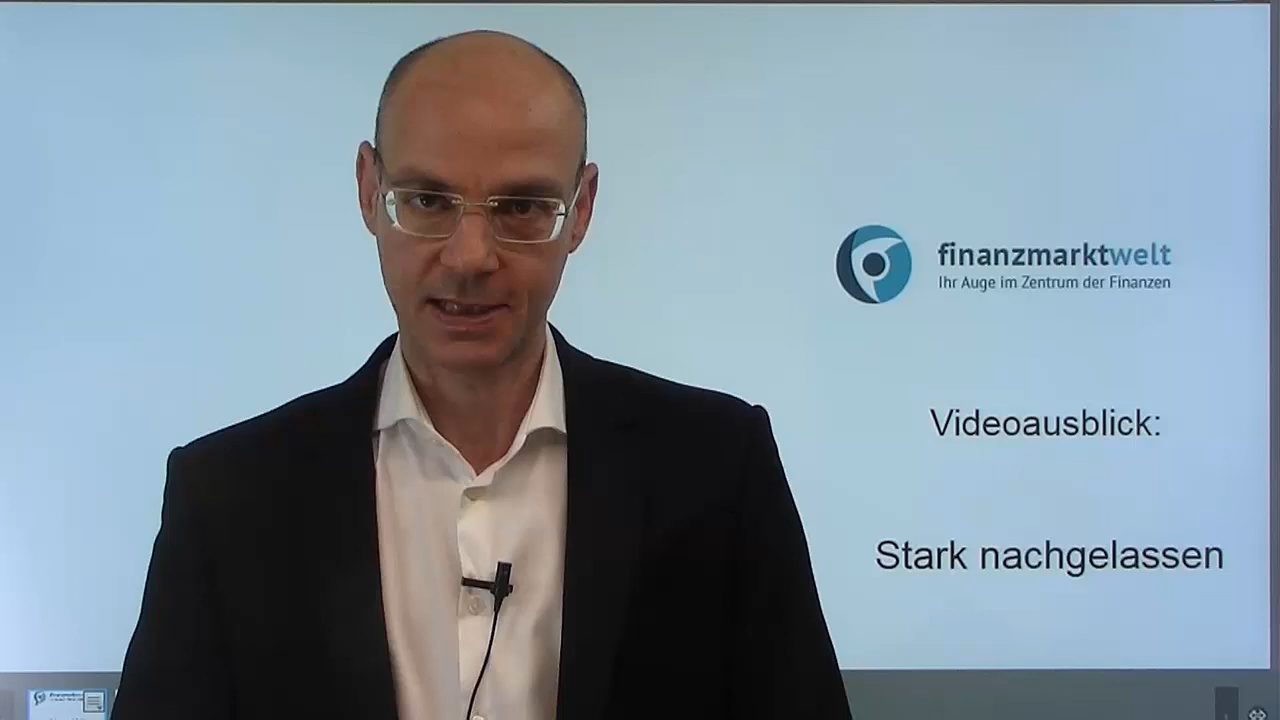 finanzmarktwelt
Ihr Auge im Zentrum der Finanzen
Videoausblick:
Stark nachgelassen